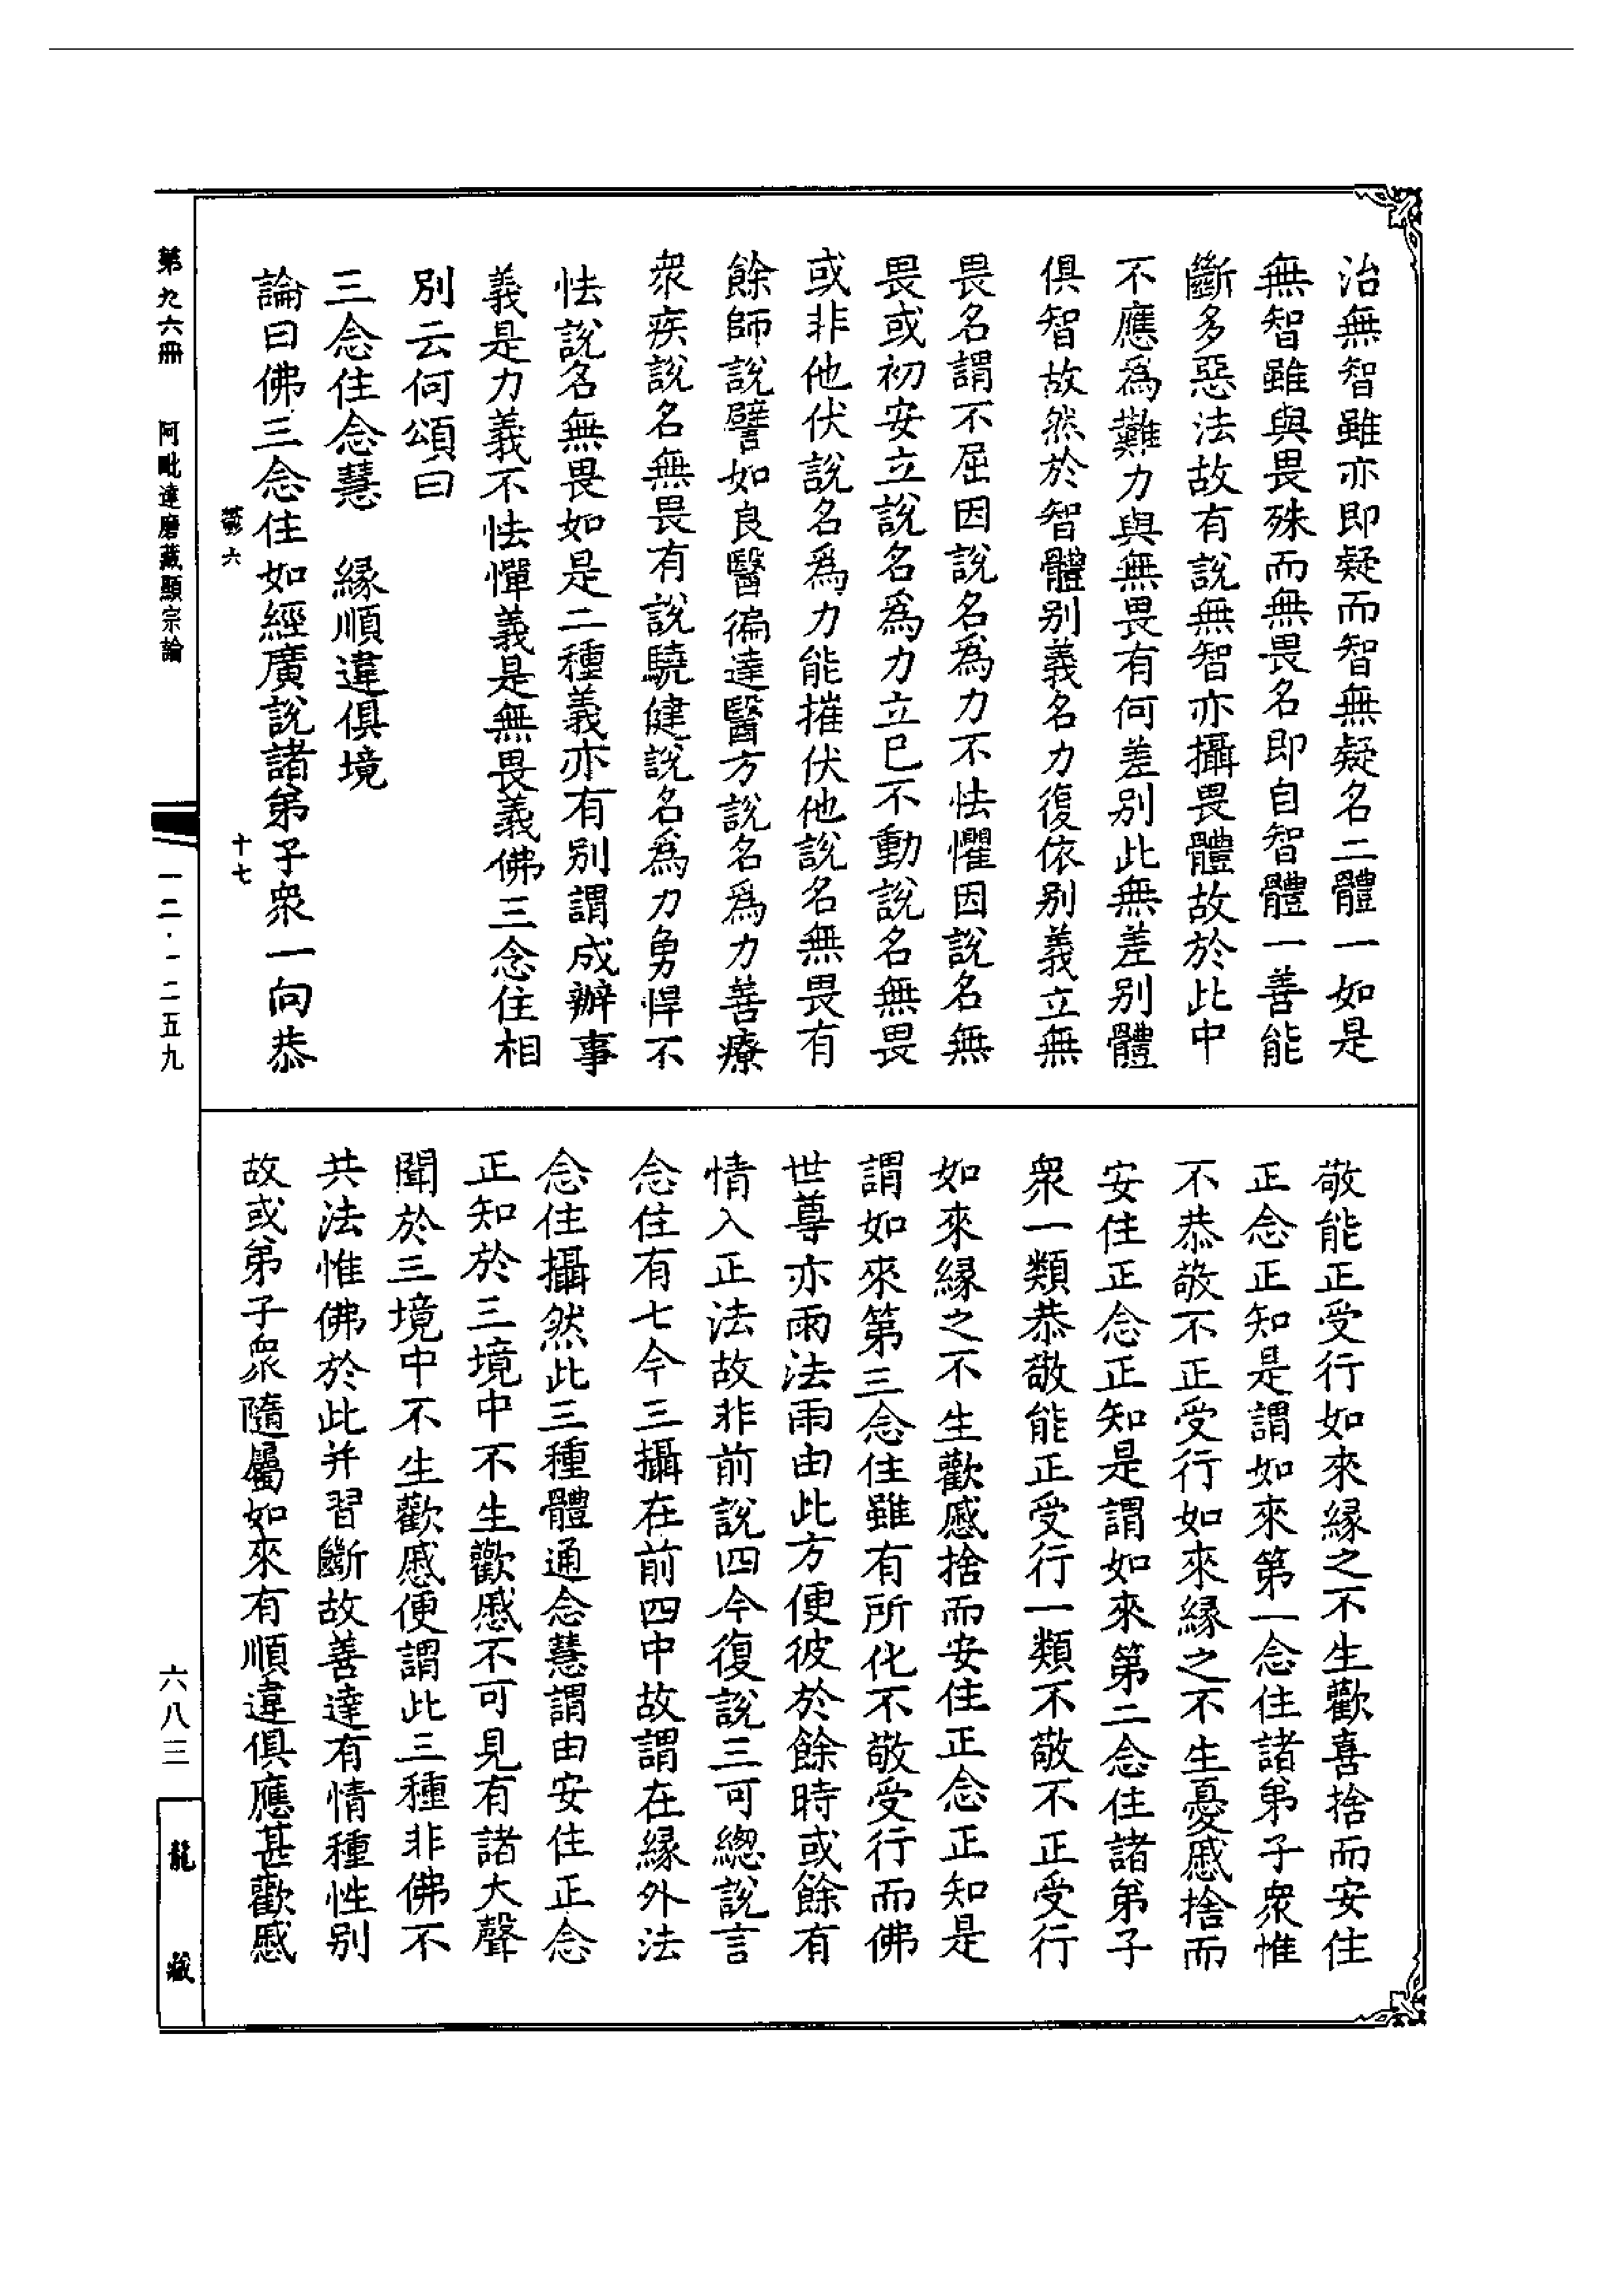 治無智雖亦即疑而智無疑名二體一如是
無智雖與畏殊而無畏名即自智體一善能
斷多惡法故有說無智亦攝畏體故於此中
不應爲難力與無畏有何差别此無差别體
俱智故然於智體别義名力復依别義立無
畏名謂不屈因說名爲力不怯懼因說名無
畏或初安立說名爲力立已不動說名無畏
或非他伏說名爲力能摧伏他說名無畏有
餘師說譬如良醫徧達醫方說名爲力善療
衆疾說名無畏有說驍健說名爲力勇悍不
怯說名無畏如是二種義亦有别謂成辦事
義是力義不怯憚義是無畏義佛三念住相
别云何頌曰
三念住念慧　緣順違俱境
論曰佛三念住如經廣說諸弟子衆一向恭
敬能正受行如來緣之不生歡喜捨而安住
正念正知是謂如來第一念住諸弟子衆惟
不恭敬不正受行如來緣之不生憂慼捨而
安住正念正知是謂如來第二念住諸弟子
衆一類恭敬能正受行一類不敬不正受行
如來緣之不生歡慼捨而安住正念正知是
謂如來第三念住雖有所化不敬受行而佛
世尊亦雨法雨由此方便彼於餘時或餘有
情入正法故非前說四今復說三可總說言
念住有七今三攝在前四中故謂在緣外法
念住攝然此三種體通念慧謂由安住正念
正知於三境中不生歡慼不可見有諸大聲
聞於三境中不生歡慼便謂此三種非佛不
共法惟佛於此并習斷故善達有情種性别
故或弟子衆隨屬如來有順違俱應甚歡慼
鬱六　十七
第九六冊　阿毗達磨藏顯宗論　一二·一二五九　六八三　龍藏